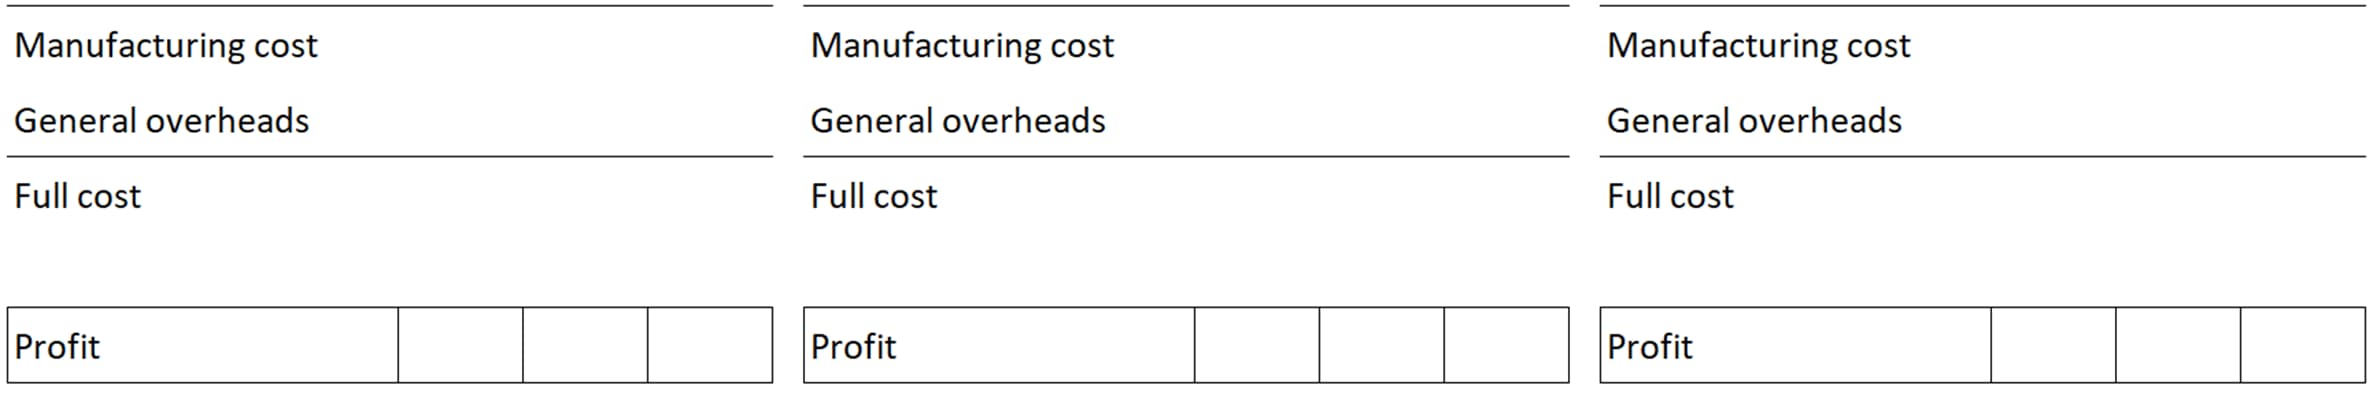 Manufacturing cost
General overheads
Full cost
Profit
Manufacturing cost
General overheads
Full cost
Profit
Manufacturing cost
General overheads
Full cost
Profit